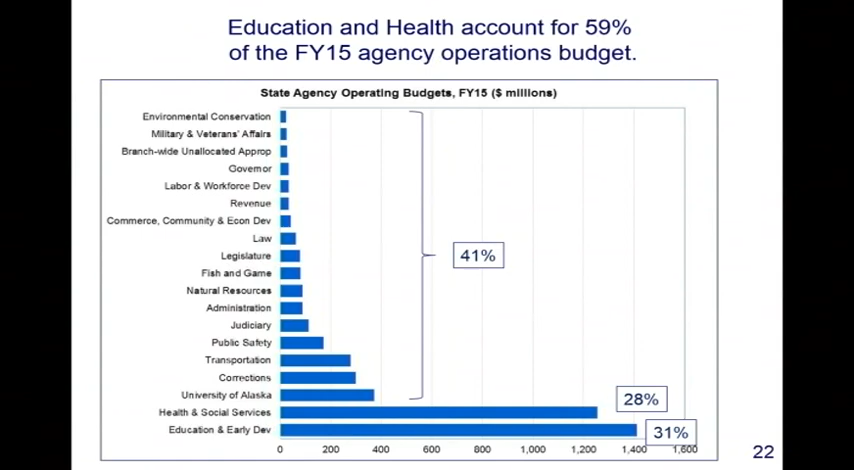 Education and Health account for 59%
of the FY15 agency operations budget.
State Agency Operating Budgets, FY15 ($ millions)
Environmental Conservation
Military & Veterans' Affairs
Branch-wide Unallocated Approp
Governor
Labor & Workforce Dev
Revenue
Commerce, Community & Econ Dev
Law
Legislature
41%
Fish and Game
Natural Resources
Administration
Judiciary
Public Safety
Transportation
Corrections
University of Alaska
28%
Health & Social Services
Education & Early Dev
31%
0 200 400 600 800 1,000 1,200 1,400 1,600
22